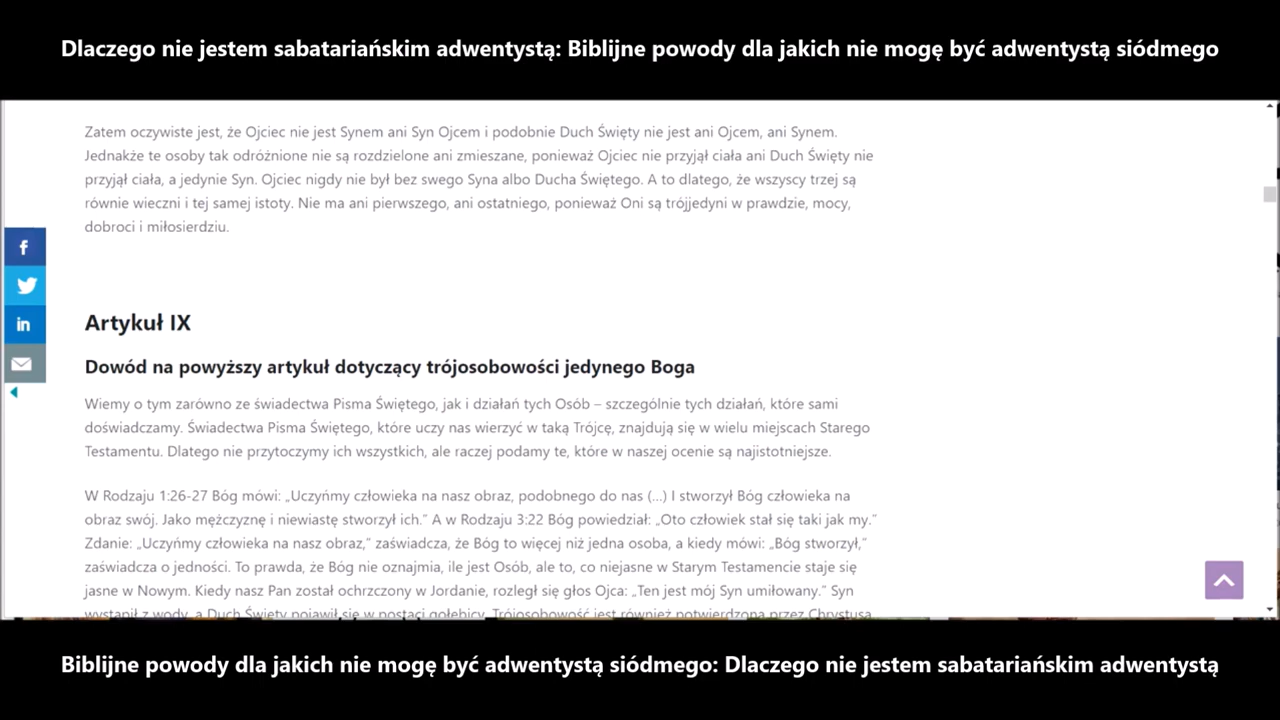 Dlaczego nie jestem sabatariańskim adwentystą: Biblijne powody dla jakich nie mogę być adwentystą siódmego
Zatem oczywiste jest, że Ojciec nie jest Synem ani Syn Ojcem i podobnie Duch Święty nie jest ani Ojcem, ani Synem.
Jednakże te osoby tak odróżnione nie są rozdzielone ani zmieszane, ponieważ Ojciec nie przyjął ciała ani Duch Święty nie
przyjął ciała, a jedynie Syn. Ojciec nigdy nie był bez swego Syna albo Ducha Świętego. A to dlatego, że wszyscy trzej są
równie wieczni i tej samej istoty. Nie ma ani pierwszego, ani ostatniego, ponieważ Oni są trójjedyni w prawdzie, mocy,
dobroci i miłosierdziu.
Artykuł IX
Dowód na powyższy artykuł dotyczący trójosobowości jedynego Boga
Wiemy o tym zarówno ze świadectwa Pisma Świętego, jak i działań tych Osób – szczególnie tych działań, które sami
doświadczamy. Świadectwa Pisma Świętego, które uczy nas wierzyć w taką Trójcę, znajdują się w wielu miejscach Starego
Testamentu. Dlatego nie przytoczymy ich wszystkich, ale raczej podamy te, które w naszej ocenie są najistotniejsze.
W Rodzaju 1:26-27 Bóg mówi: „Uczyńmy człowieka na nasz obraz, podobnego do nas (...) I stworzył Bóg człowieka na
obraz swój. Jako mężczyznę i niewiastę stworzył ich.” A w Rodzaju 3:22 Bóg powiedział: „Oto człowiek stał się taki jak my.”
Zdanie: „Uczyńmy człowieka na nasz obraz,” zaświadcza, że Bóg to więcej niż jedna osoba, a kiedy mówi: „Bóg stworzył,”
zaświadcza o jedności. To prawda, że Bóg nie oznajmia, ile jest Osób, ale to, co niejasne w Starym Testamencie staje się
jasne w Nowym. Kiedy nasz Pan został ochrzczony w Jordanie, rozległ się głos Ojca: „Ten jest mój Syn umiłowany.” Syn
wystąpił z wody, a Duch Święty pojawił się w postaci gołębicy. Trójosobowość jest również potwierdzona przez Chrystusa
Biblijne powody dla jakich nie mogę być adwentystą siódmego: Dlaczego nie jestem sabatariańskim adwentystą